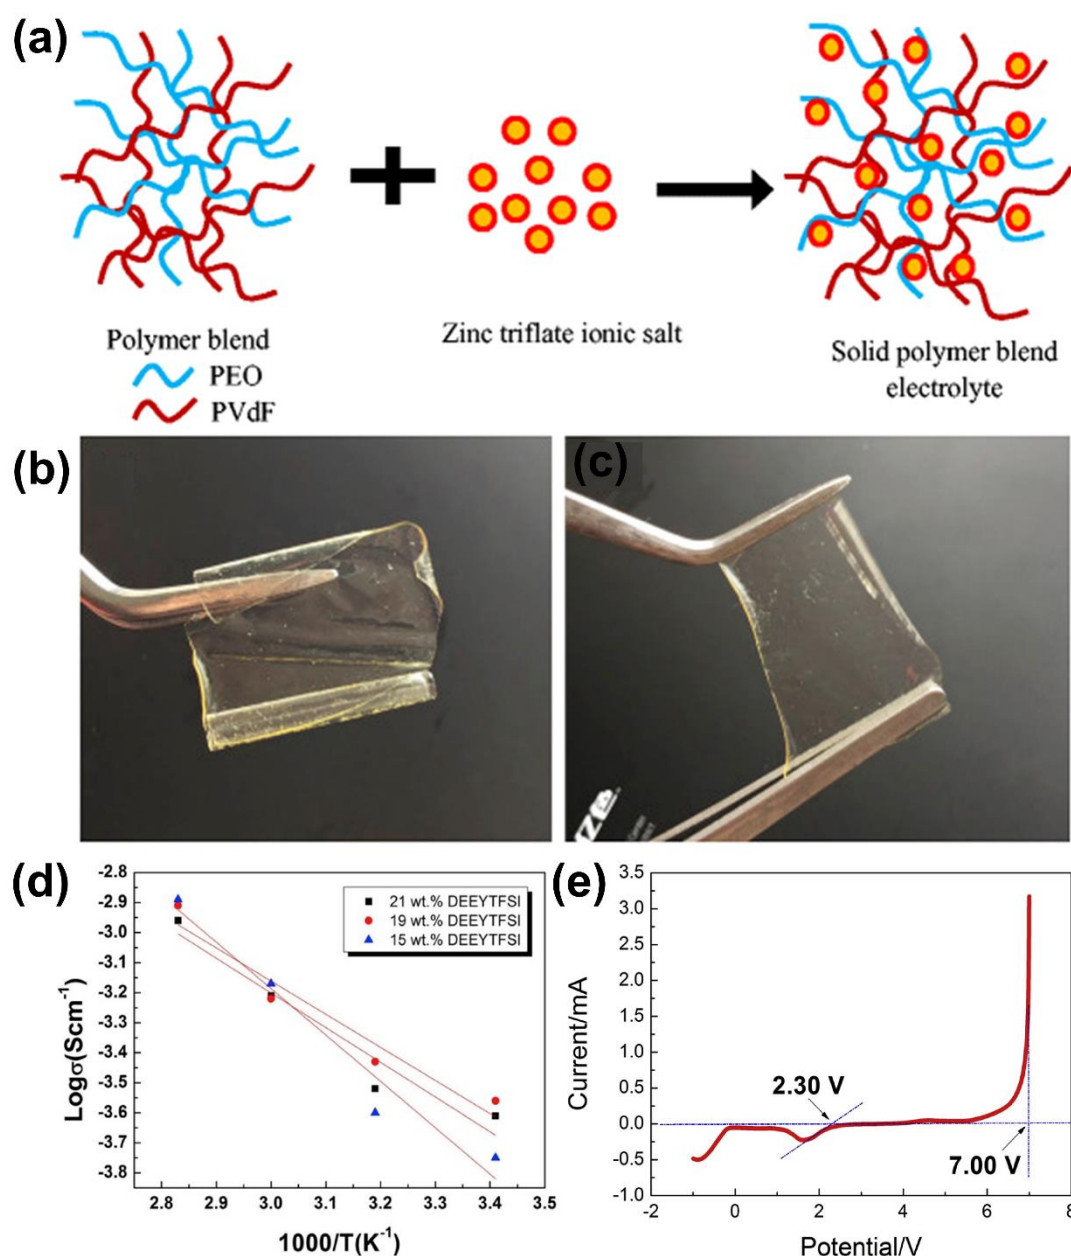 (a)
Polymer blend
PEO
PVdF
Zinc triflate ionic salt
Solid polymer blend
electrolyte
(b)
(c)
(d)
-2.8
-2.9
-3.0
-3.1
-3.2
-3.3
-3.4
-3.5
-3.6
-3.7
-3.8
Logσ(Scm⁻¹)
21 wt.% DEEYTFSI
19 wt.% DEEYTFSI
15 wt.% DEEYTFSI
2.8 2.9 3.0 3.1 3.2 3.3 3.4 3.5
1000/T(K⁻¹)
(e)
3.5
3.0
2.5
2.0
1.5
1.0
0.5
0.0
-0.5
-1.0
Current/mA
2.30 V
7.00 V
-2 0 2 4 6 8
Potential/V